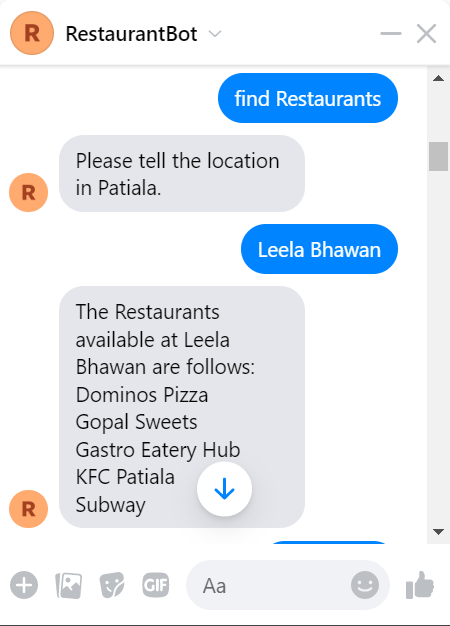 R RestaurantBot
find Restaurants
Please tell the location
in Patiala.
R
Leela Bhawan
The Restaurants
available at Leela
Bhawan are follows:
Dominos Pizza
Gopal Sweets
Gastro Eatery Hub
KFC Patiala
Subway
R
GIF Aa